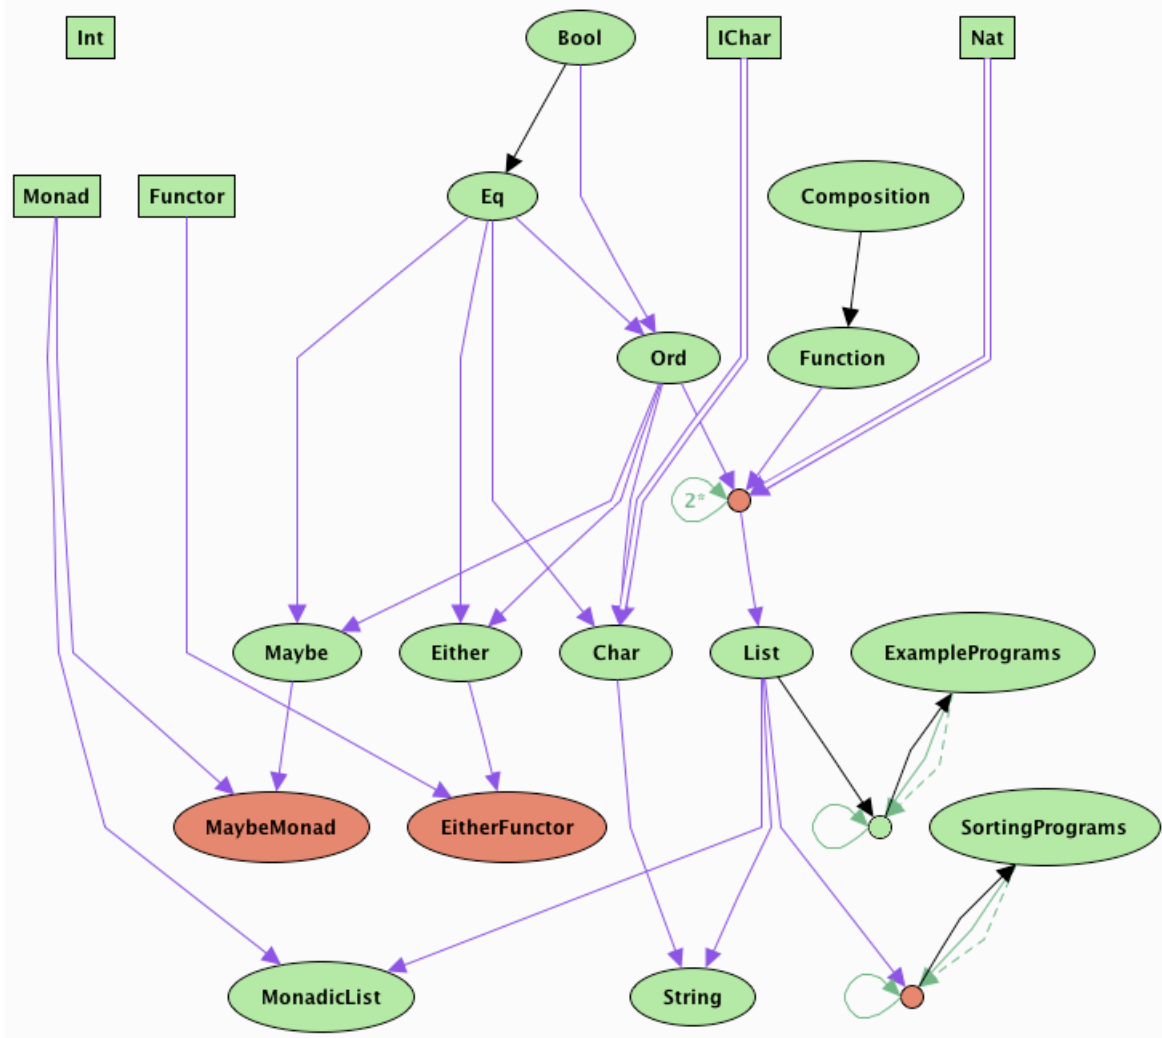 Int
Bool
IChar
Nat
Monad
Functor
Eq
Composition
Ord
Function
2*
Maybe
Either
Char
List
ExamplePrograms
MaybeMonad
EitherFunctor
SortingPrograms
MonadicList
String